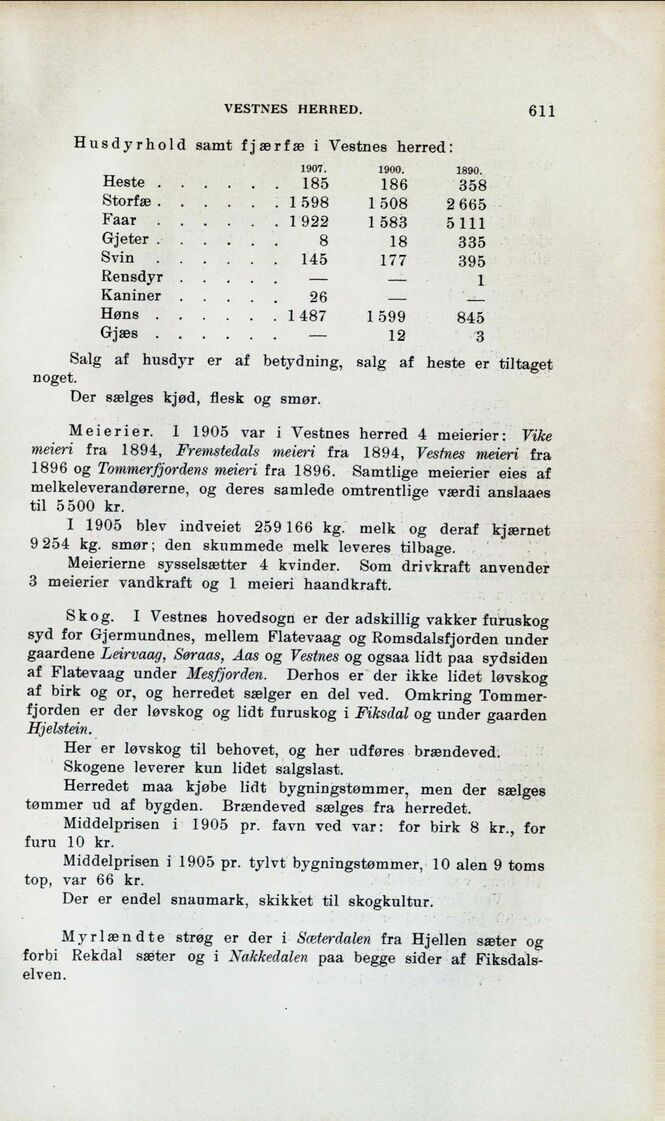 VESTNES HERRED. 611
Husdyrhold samt fjærfæ i Vestnes herred:
1907. 1900. 1890.
Heste . . . . . . 185 186 358
Storfæ . . . . . . 1 598 1 508 2 665
Faar . . . . . . 1 922 1 583 5 111
Gjeter . . . . . . 8 18 335
Svin . . . . . . 145 177 395
Rensdyr . . . . . — — 1
Kaniner . . . . . 26 — —
Høns . . . . . . 1 487 1 599 845
Gjæs . . . . . . — 12 3
Salg af husdyr er af betydning, salg af heste er tiltaget
noget.
Der sælges kjød, flesk og smør.
Meierier. I 1905 var i Vestnes herred 4 meierier: Vike
meieri fra 1894, Fremstedals meieri fra 1894, Vestnes meieri fra
1896 og Tommerfjordens meieri fra 1896. Samtlige meierier eies af
melkeleverandørerne, og deres samlede omtrentlige værdi anslaaes
til 5 500 kr.
I 1905 blev indveiet 259 166 kg. melk og deraf kjærnet
9 254 kg. smør; den skummede melk leveres tilbage.
Meierierne sysselsætter 4 kvinder. Som drivkraft anvender
3 meierier vandkraft og 1 meieri haandkraft.
Skog. I Vestnes hovedsogn er der adskillig vakker furuskog
syd for Gjermundnes, mellem Flatevaag og Romsdalsfjorden under
gaardene Leirvaag, Søraas, Aas og Vestnes og ogsaa lidt paa sydsiden
af Flatevaag under Mesfjorden. Derhos er der ikke lidet løvskog
af birk og or, og herredet sælger en del ved. Omkring Tommer-
fjorden er der løvskog og lidt furuskog i Fiksdal og under gaarden
Hjelstein.
Her er løvskog til behovet, og her udføres brændeved.
Skogene leverer kun lidet salgslast.
Herredet maa kjøbe lidt bygningstømmer, men der sælges
tømmer ud af bygden. Brændeved sælges fra herredet.
Middelprisen i 1905 pr. favn ved var: for birk 8 kr., for
furu 10 kr.
Middelprisen i 1905 pr. tylvt bygningstømmer, 10 alen 9 toms
top, var 66 kr.
Der er endel snaumark, skikket til skogkultur.
Myrlændte strøg er der i Sæterdalen fra Hjellen sæter og
forbi Rekdal sæter og i Nakkedalen paa begge sider af Fiksdals-
elven.